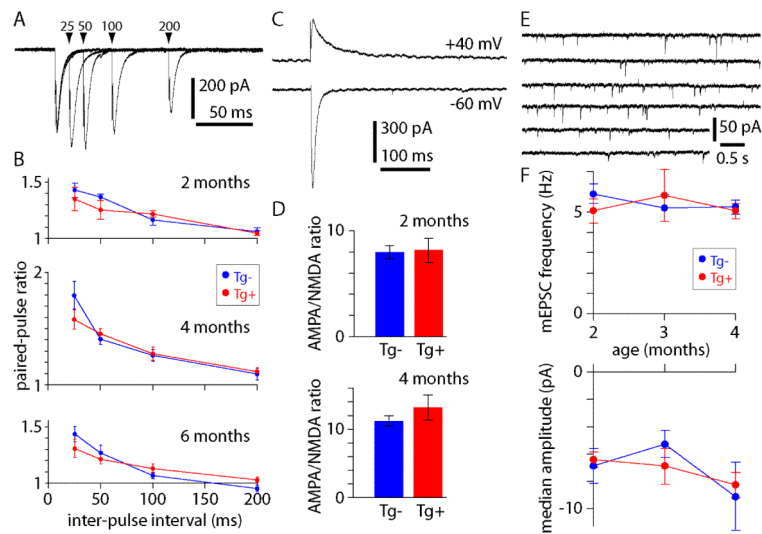 A
25 50 100 200
200 pA
50 ms
B
1.5
2 months
1
2
Tg-
Tg+
4 months
1
paired-pulse ratio
1.5
6 months
1
0 50 100 150 200
inter-pulse interval (ms)
C
+40 mV
-60 mV
300 pA
100 ms
D
10
2 months
AMPA/NMDA ratio
0
Tg- Tg+
15
4 months
AMPA/NMDA ratio
0
Tg- Tg+
E
50 pA
0.5 s
F
5
mEPSC frequency (Hz)
Tg-
Tg+
0
2 3 4
age (months)
0
median amplitude (pA)
-10